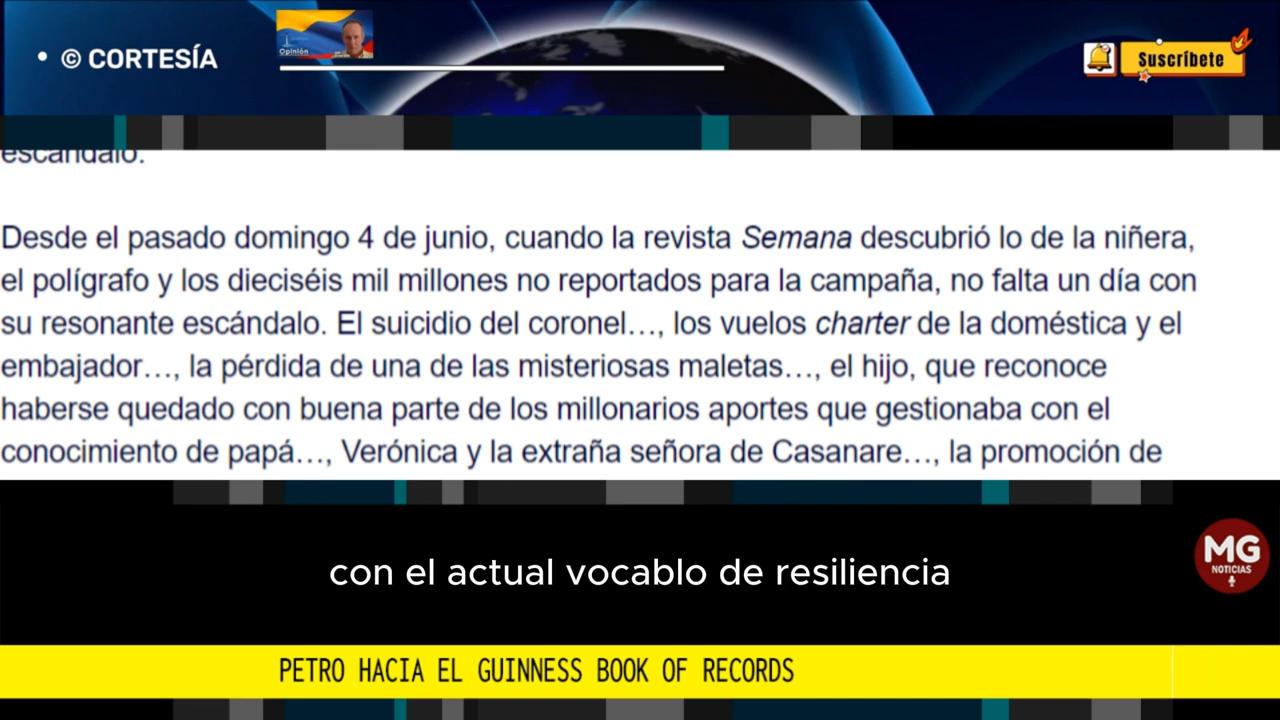 • © CORTESÍA
Opinión
Suscríbete
escándalo.
Desde el pasado domingo 4 de junio, cuando la revista Semana descubrió lo de la niñera,
el polígrafo y los dieciséis mil millones no reportados para la campaña, no falta un día con
su resonante escándalo. El suicidio del coronel…, los vuelos charter de la doméstica y el
embajador…, la pérdida de una de las misteriosas maletas…, el hijo, que reconoce
haberse quedado con buena parte de los millonarios aportes que gestionaba con el
conocimiento de papá…, Verónica y la extraña señora de Casanare…, la promoción de
con el actual vocablo de resiliencia
MG
NOTICIAS
PETRO HACIA EL GUINNESS BOOK OF RECORDS